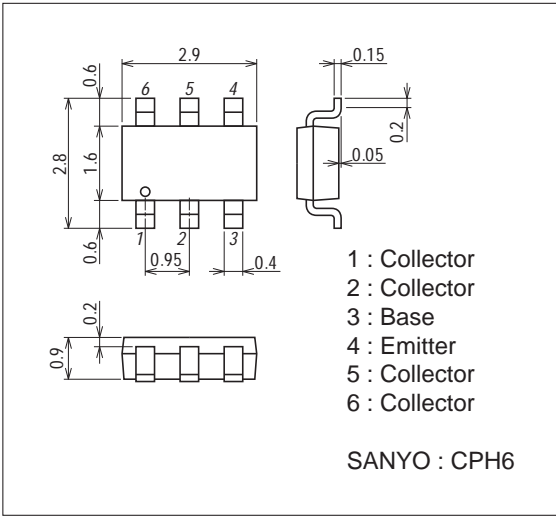 2.9
0.15
0.6
6 5 4
0.2
2.8
1.6
0.05
0.6
1 2 3
0.95
0.4
0.2
0.9
1 : Collector
2 : Collector
3 : Base
4 : Emitter
5 : Collector
6 : Collector
SANYO : CPH6